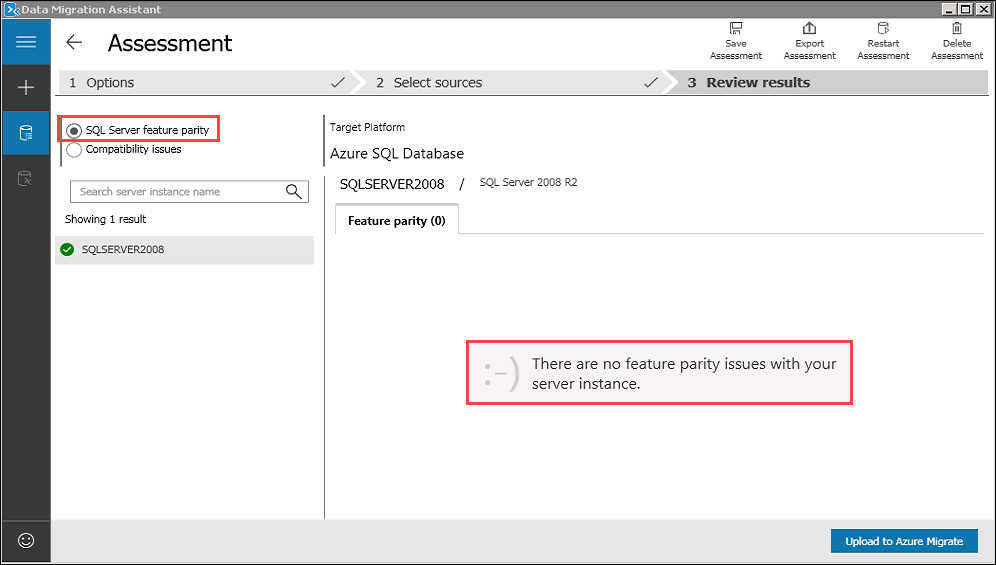 Data Migration Assistant
Assessment
Save Assessment
Export Assessment
Restart Assessment
Delete Assessment
1 Options
2 Select sources
3 Review results
SQL Server feature parity
Compatibility issues
Search server instance name
Showing 1 result
SQLSERVER2008
Target Platform
Azure SQL Database
SQLSERVER2008 / SQL Server 2008 R2
Feature parity (0)
:-)
There are no feature parity issues with your
server instance.
Upload to Azure Migrate